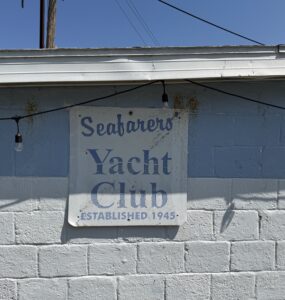 Seafarers'
Yacht
Club
ESTABLISHED 1945